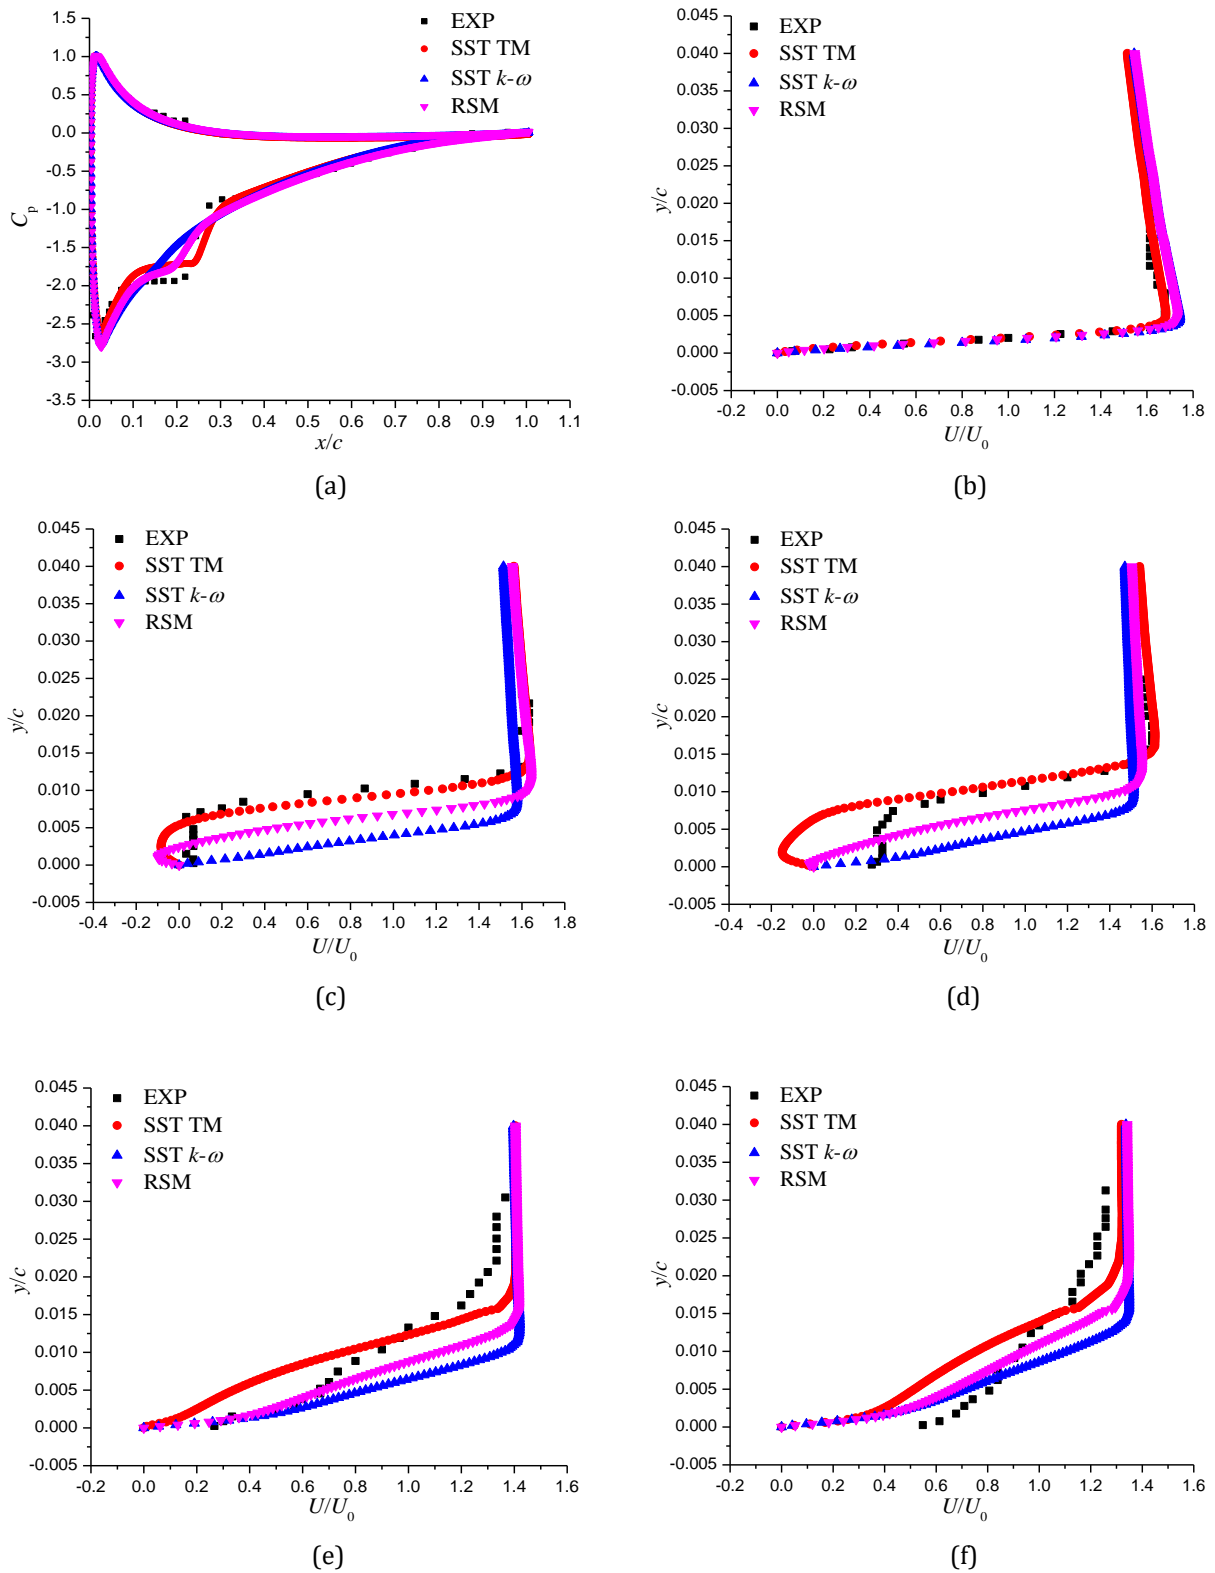 (a)
EXP
SST TM
SST k-ω
RSM
1.5
1.0
0.5
0.0
-0.5
-1.0
-1.5
-2.0
-2.5
-3.0
-3.5
C_p
0.0 0.1 0.2 0.3 0.4 0.5 0.6 0.7 0.8 0.9 1.0 1.1
x/c
(a)
(b)
EXP
SST TM
SST k-ω
RSM
0.045
0.040
0.035
0.030
0.025
0.020
0.015
0.010
0.005
0.000
-0.005
y/c
-0.2 0.0 0.2 0.4 0.6 0.8 1.0 1.2 1.4 1.6 1.8
U/U_0
(b)
EXP
SST TM
SST k-ω
RSM
0.045
0.040
0.035
0.030
0.025
0.020
0.015
0.010
0.005
0.000
-0.005
y/c
-0.4 -0.2 0.0 0.2 0.4 0.6 0.8 1.0 1.2 1.4 1.6 1.8
U/U_0
(c)
EXP
SST TM
SST k-ω
RSM
0.045
0.040
0.035
0.030
0.025
0.020
0.015
0.010
0.005
0.000
-0.005
y/c
-0.4 -0.2 0.0 0.2 0.4 0.6 0.8 1.0 1.2 1.4 1.6 1.8
U/U_0
(d)
EXP
SST TM
SST k-ω
RSM
0.045
0.040
0.035
0.030
0.025
0.020
0.015
0.010
0.005
0.000
-0.005
y/c
-0.2 0.0 0.2 0.4 0.6 0.8 1.0 1.2 1.4 1.6
U/U_0
(e)
EXP
SST TM
SST k-ω
RSM
0.045
0.040
0.035
0.030
0.025
0.020
0.015
0.010
0.005
0.000
-0.005
y/c
-0.2 0.0 0.2 0.4 0.6 0.8 1.0 1.2 1.4 1.6
U/U_0
(f)